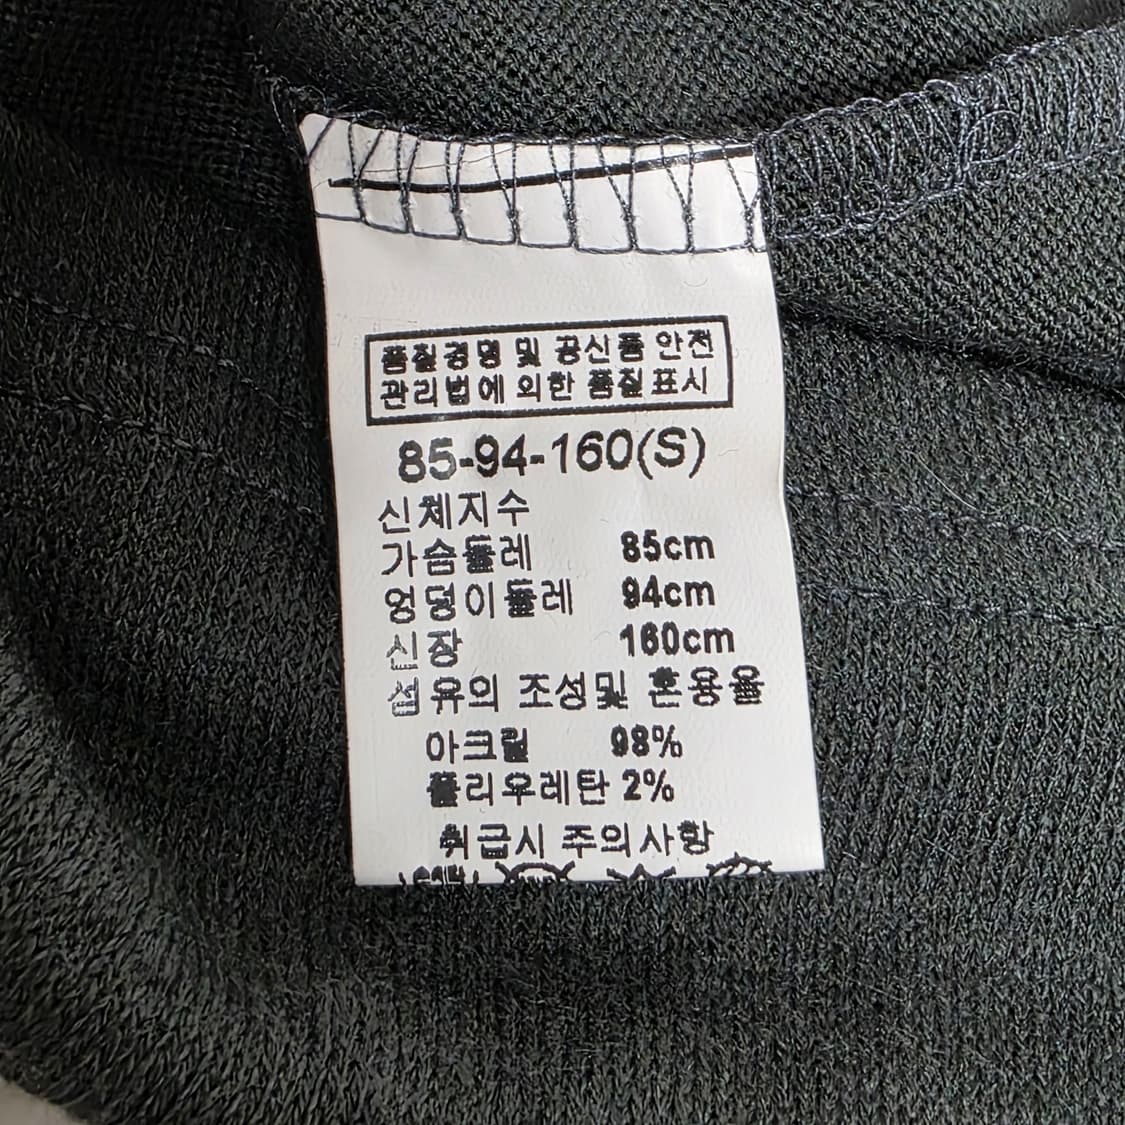 품질경영 및 공산품 안전
관리법에 의한 품질표시
85-94-160(S)
신체지수
가슴둘레 85cm
엉덩이둘레 94cm
신장 160cm
섬유의 조성및 혼용율
아크릴 98%
폴리우레탄 2%
취급시 주의사항